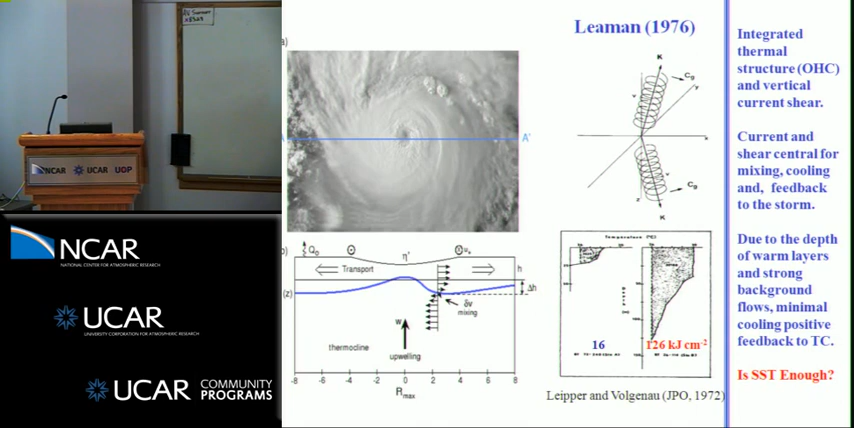 NCAR UCAR UOP
NCAR
NATIONAL CENTER FOR ATMOSPHERIC RESEARCH
UCAR
UNIVERSITY CORPORATION FOR ATMOSPHERIC RESEARCH
UCAR COMMUNITY
PROGRAMS
a)
A'
b)
Q₀
η'
Transport
h
Δh
(z)
δv
mixing
w
thermocline
upwelling
-8 -6 -4 -2 0 2 4 6 8
Rmax
Leaman (1976)
K
Cg
Y
x
z
Cg
K
Temperature (°C)
16
126 kJ cm⁻²
Leipper and Volgenau (JPO, 1972)
Integrated
thermal
structure (OHC)
and vertical
current shear.
Current and
shear central for
mixing, cooling
and, feedback
to the storm.
Due to the depth
of warm layers
and strong
background
flows, minimal
cooling positive
feedback to TC.
Is SST Enough?